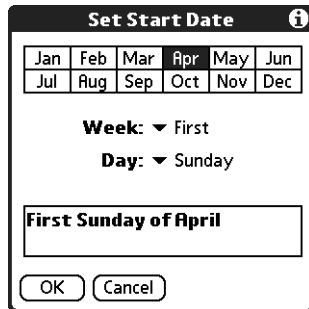 Set Start Date
Jan Feb Mar Apr May Jun
Jul Aug Sep Oct Nov Dec
Week: First
Day: Sunday
First Sunday of April
OK Cancel